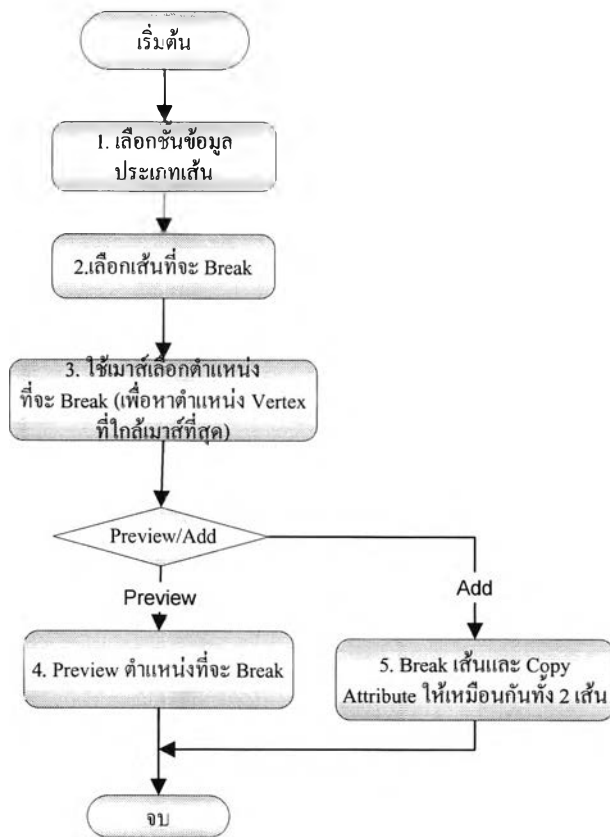 เริ่มต้น
1. เลือกชั้นข้อมูล
ประเภทเส้น
2.เลือกเส้นที่จะ Break
3. ใช้เมาส์เลือกตำแหน่ง
ที่จะ Break (เพื่อหาตำแหน่ง Vertex
ที่ใกล้เมาส์ที่สุด)
Preview/Add
Preview
Add
4. Preview ตำแหน่งที่จะ Break
5. Break เส้นและ Copy
Attribute ให้เหมือนกันทั้ง 2 เส้น
จบ